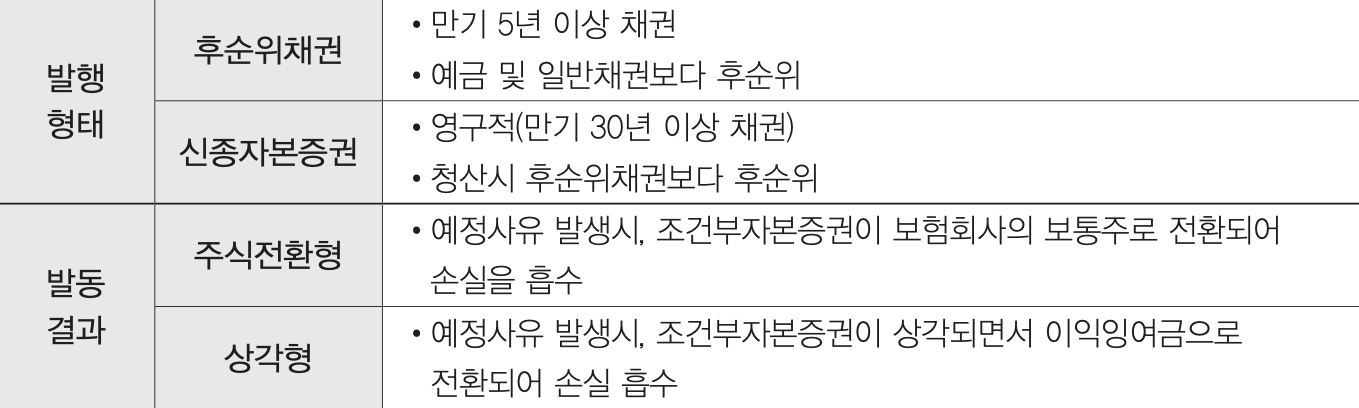 발행
형태
후순위채권
• 만기 5년 이상 채권
• 예금 및 일반채권보다 후순위
신종자본증권
• 영구적(만기 30년 이상 채권)
• 청산시 후순위채권보다 후순위
발동
결과
주식전환형
• 예정사유 발생시, 조건부자본증권이 보험회사의 보통주로 전환되어
손실을 흡수
상각형
• 예정사유 발생시, 조건부자본증권이 상각되면서 이익잉여금으로
전환되어 손실 흡수